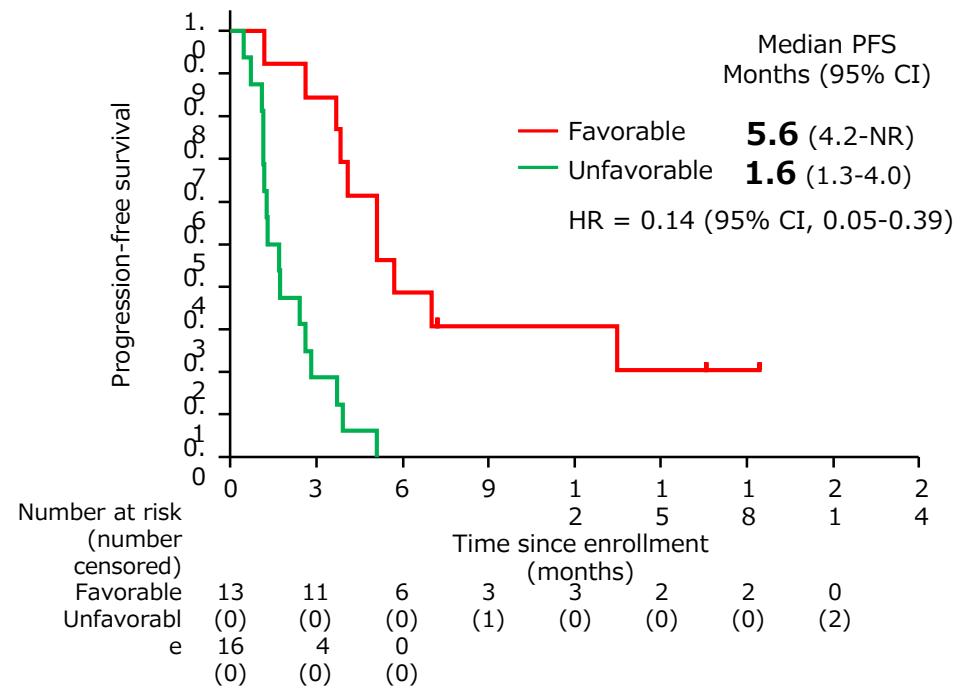 Median PFS
Months (95% CI)
Favorable 5.6 (4.2-NR)
Unfavorable 1.6 (1.3-4.0)
HR = 0.14 (95% CI, 0.05-0.39)
Progression-free survival
1.
0
0.
9
0.
8
0.
7
0.
6
0.
5
0.
4
0.
3
0.
2
0.
1
0.
0
0 3 6 9 1 1 1 2 2
2 5 8 1 4
Time since enrollment
(months)
Number at risk
(number
censored)
Favorable 13 11 6 3 3 2 2 0
Unfavorabl (0) (0) (0) (1) (0) (0) (0) (2)
e 16 4 0
(0) (0) (0)